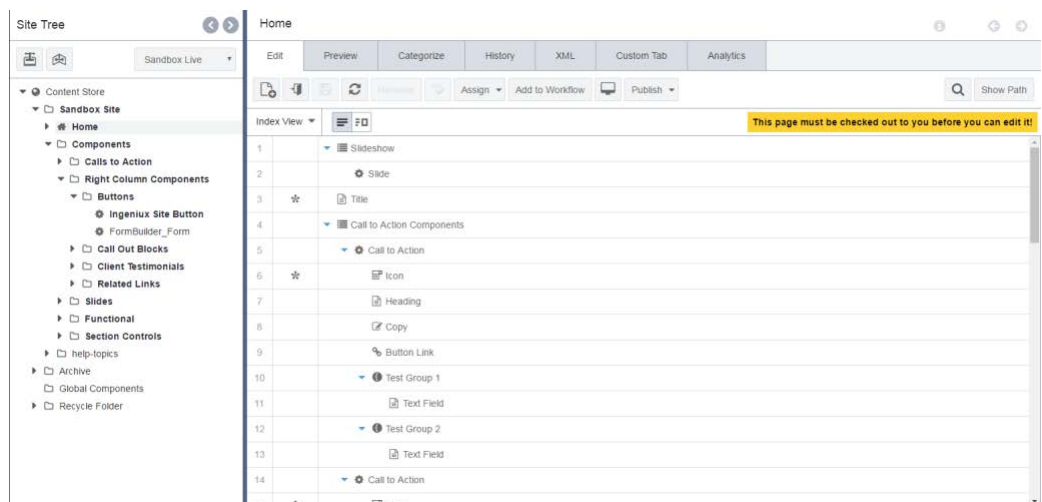 Site Tree
Home
Sandbox Live
Edit Preview Categorize History XML Custom Tab Analytics
Assign Add to Workflow Publish Show Path
Index View This page must be checked out to you before you can edit it!
Content Store
Sandbox Site
Home
Components
Calls to Action
Right Column Components
Buttons
Ingeniux Site Button
FormBuilder_Form
Call Out Blocks
Client Testimonials
Related Links
Slides
Functional
Section Controls
help-topics
Archive
Global Components
Recycle Folder
1 Slideshow
2 Slide
3 * Title
4 Call to Action Components
5 Call to Action
6 * Icon
7 Heading
8 Copy
9 Button Link
10 Test Group 1
11 Text Field
12 Test Group 2
13 Text Field
14 Call to Action